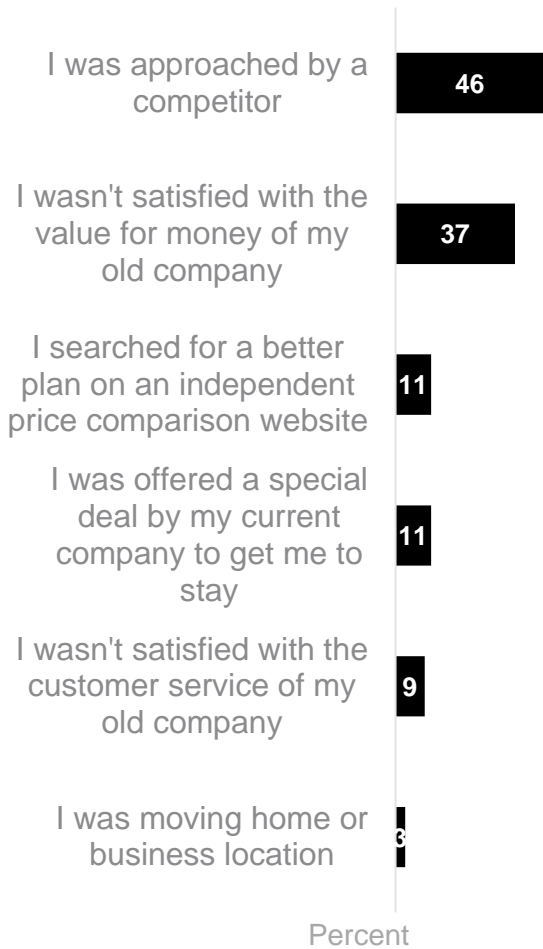 I was approached by a
competitor
46
I wasn't satisfied with the
value for money of my
old company
37
I searched for a better
plan on an independent
price comparison website
11
I was offered a special
deal by my current
company to get me to
stay
11
I wasn't satisfied with the
customer service of my
old company
9
I was moving home or
business location
3
Percent